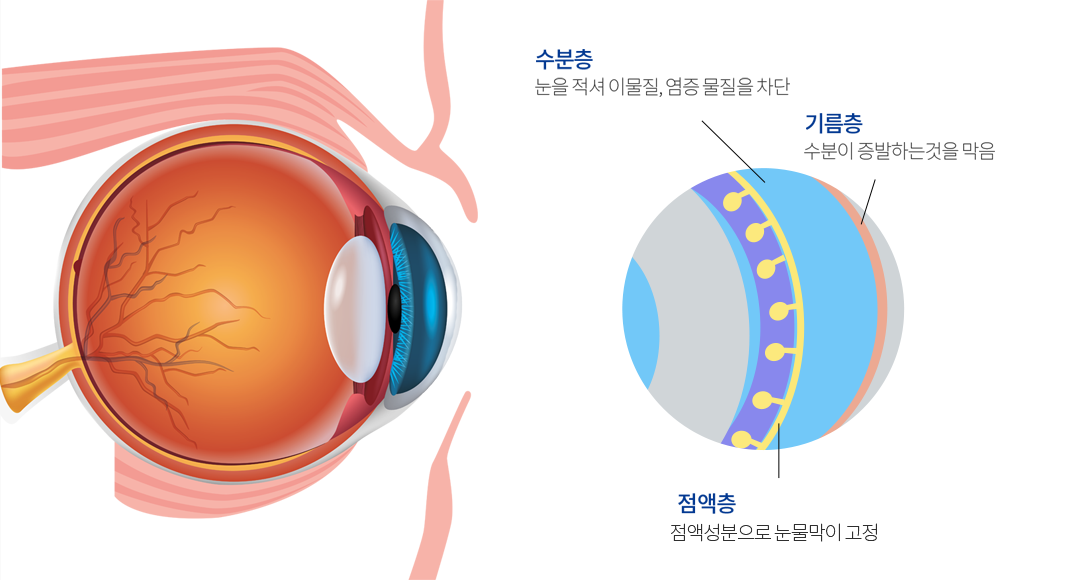 수분층
눈을 적셔 이물질, 염증 물질을 차단
기름층
수분이 증발하는것을 막음
점액층
점액성분으로 눈물막이 고정